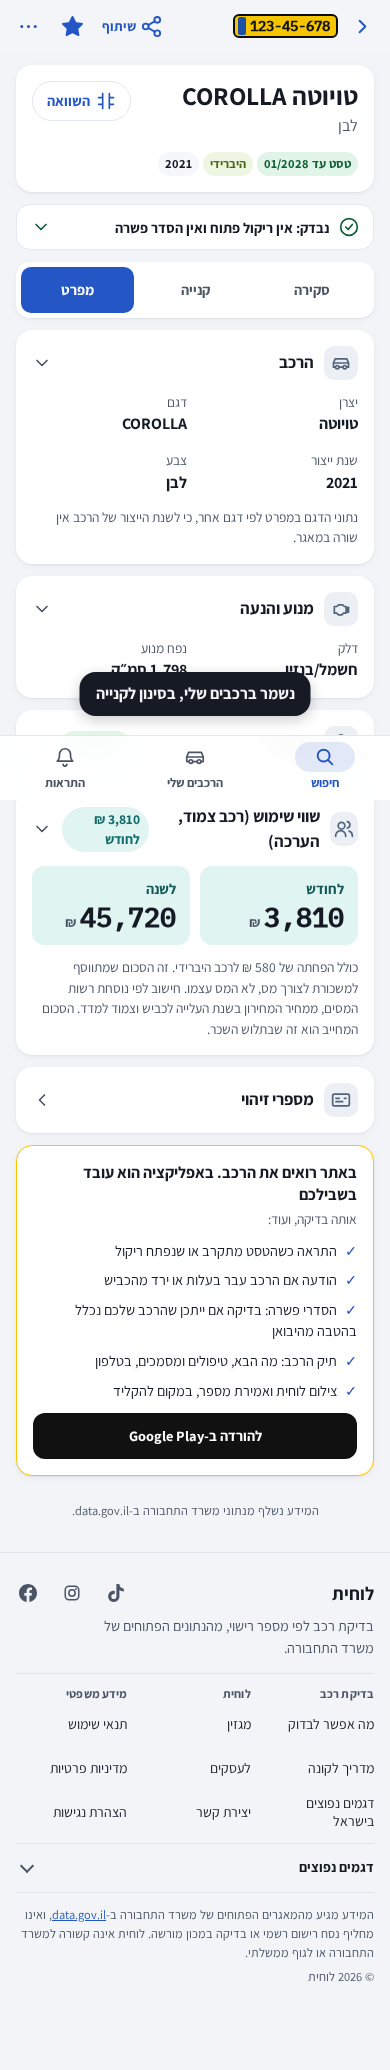 123-45-678
שיתוף
טויוטה COROLLA
לבן
השוואה
טסט עד 01/2028
היברידי
2021
נבדק: אין ריקול פתוח ואין הסדר פשרה
סקירה
קנייה
מפרט
הרכב
יצרן
דגם
טויוטה
COROLLA
שנת ייצור
צבע
2021
לבן
נתוני הדגם במפרט לפי דגם אחר, כי לשנת הייצור של הרכב אין
שורה במאגר.
מנוע והנעה
דלק
נפח מנוע
חשמל/בנזין
1,798 סמ״ק
נשמר ברכבים שלי, בסינון לקנייה
חיפוש
הרכבים שלי
התראות
שווי שימוש (רכב צמוד,
הערכה)
3,810 ₪
לחודש
לחודש
3,810 ₪
לשנה
45,720 ₪
כולל הפחתה של 580 ₪ לרכב היברידי. זה הסכום שמתווסף
למשכורת לצורך מס, לא המס עצמו. חישוב לפי נוסחת רשות
המסים, ממחיר המחירון בשנת העלייה לכביש וצמוד למדד. הסכום
המחייב הוא זה שבתלוש השכר.
מספרי זיהוי
באתר רואים את הרכב. באפליקציה הוא עובד
בשבילכם
אותה בדיקה, ועוד:
✓ התראה כשהטסט מתקרב או שנפתח ריקול
✓ הודעה אם הרכב עבר בעלות או ירד מהכביש
✓ הסדרי פשרה: בדיקה אם ייתכן שהרכב שלכם נכלל
בהטבה מהיבואן
✓ תיק הרכב: מה הבא, טיפולים ומסמכים, בטלפון
✓ צילום לוחית ואמירת מספר, במקום להקליד
להורדה ב-Google Play
המידע נשלף מנתוני משרד התחבורה ב-data.gov.il.
לוחית
בדיקת רכב לפי מספר רישוי, מהנתונים הפתוחים של
משרד התחבורה.
בדיקת רכב
לוחית
מידע משפטי
מה אפשר לבדוק
מגזין
תנאי שימוש
מדריך לקונה
לעסקים
מדיניות פרטיות
דגמים נפוצים
בישראל
יצירת קשר
הצהרת נגישות
דגמים נפוצים
המידע מגיע מהמאגרים הפתוחים של משרד התחבורה ב-data.gov.il, ואינו
מחליף נסח רישום רשמי או בדיקה במכון מורשה. לוחית אינה קשורה למשרד
התחבורה או לגוף ממשלתי.
© 2026 לוחית